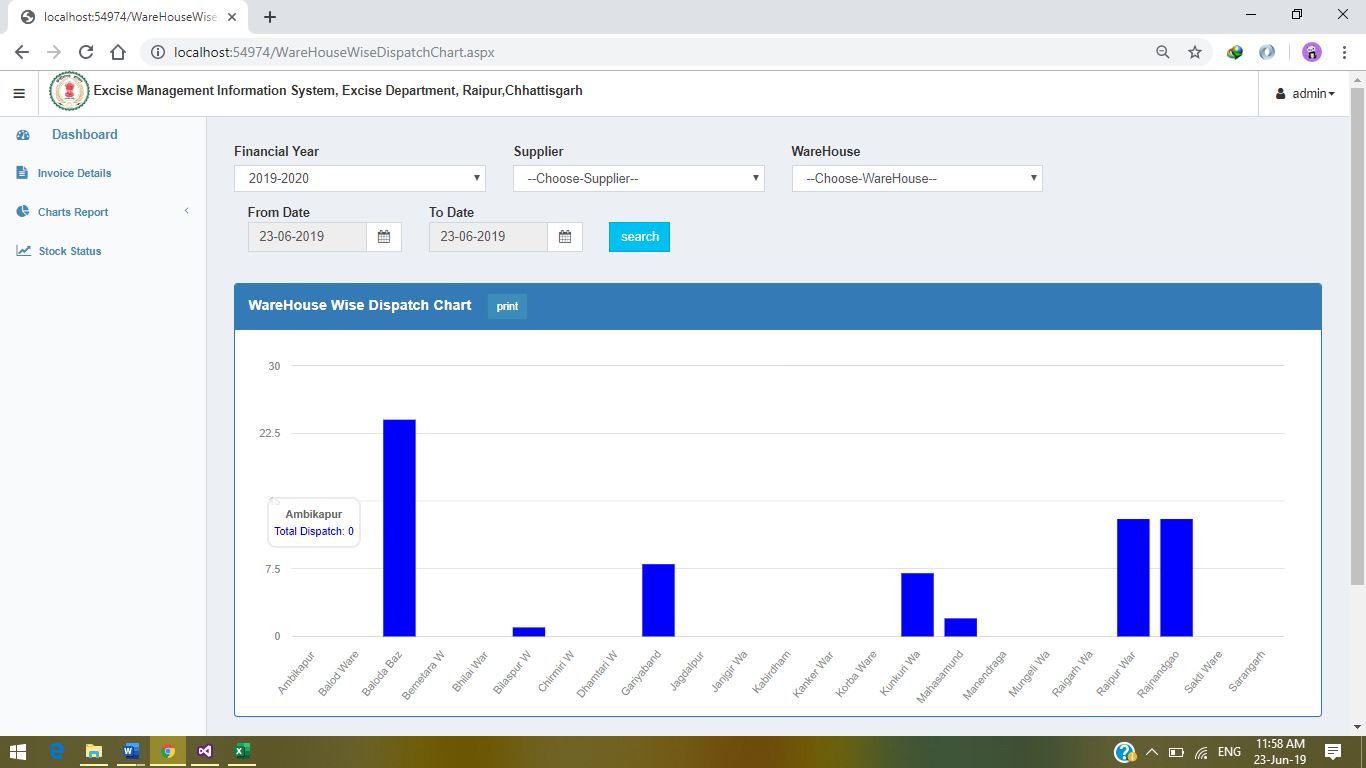 localhost:54974/WareHouseWise
localhost:54974/WareHouseWiseDispatchChart.aspx
Excise Management Information System, Excise Department, Raipur,Chhattisgarh
admin
Dashboard
Invoice Details
Charts Report
Stock Status
Financial Year Supplier WareHouse
2019-2020 --Choose-Supplier-- --Choose-WareHouse--
From Date To Date
23-06-2019 23-06-2019 search
WareHouse Wise Dispatch Chart print
30
22.5
Ambikapur
Total Dispatch: 0
7.5
0
Ambikapur Balod Ware Baloda Baz Bemetara W Bhilai War Bilaspur W Chirmiri W Dhamtari W Gariyaband Jagdalpur Janjgir Wa Kabirdham Kanker War Korba Ware Kunkuri Wa Mahasamund Manendraga Mungeli Wa Raigarh Wa Raipur War Rajnandgao Sakti Ware Sarangarh
ENG 11:58 AM
23-Jun-19